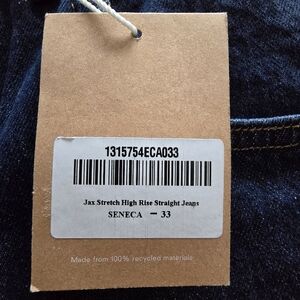 1315754ECA033
Jax Stretch High Rise Straight Jeans
SENECA – 33
Made from 100% recycled materials